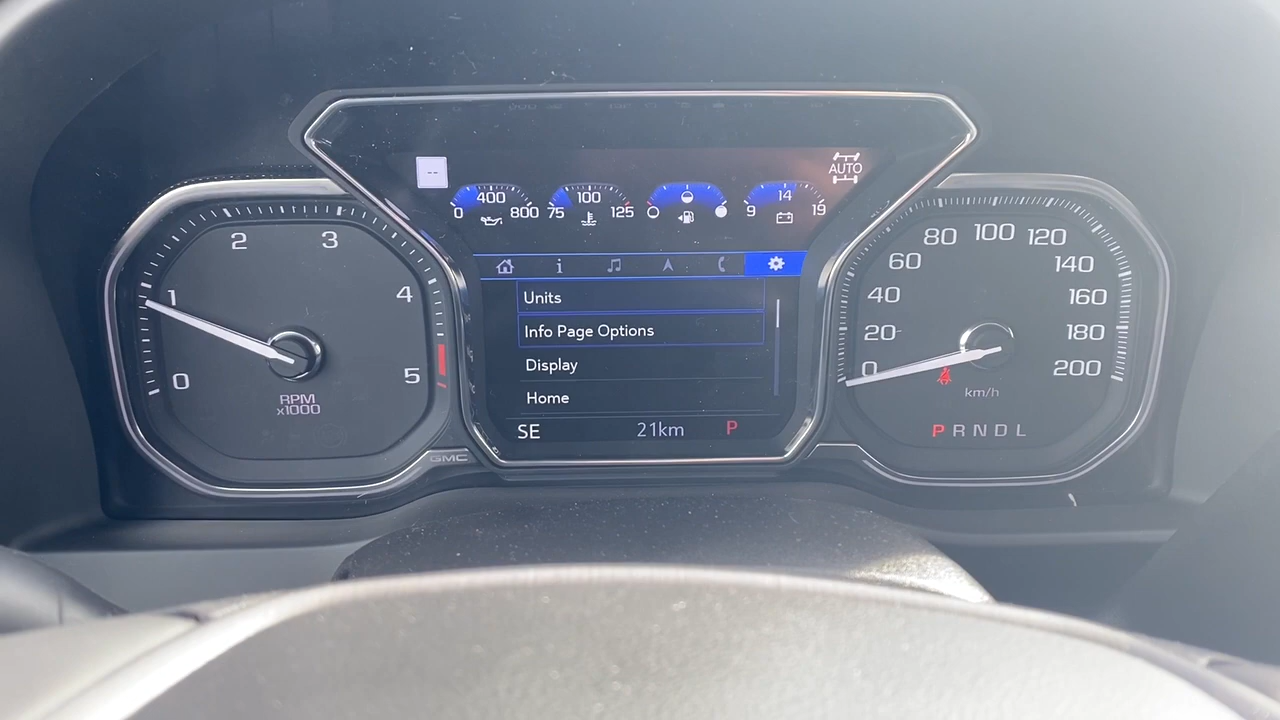 --
AUTO
400
0 800
100
75 125
14
9 19
i
Units
Info Page Options
Display
Home
SE 21km P
0 1 2 3 4 5
RPM
x1000
GMC
0 20 40 60 80 100 120 140 160 180 200
km/h
P R N D L